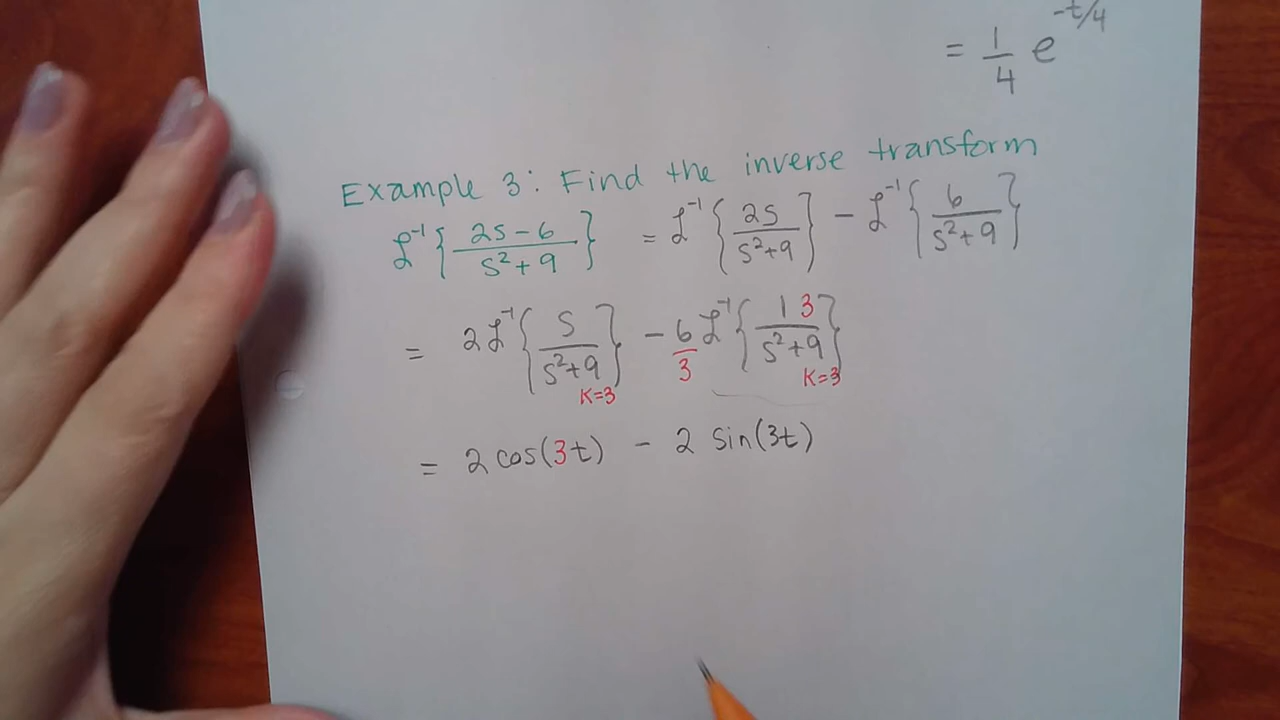 = 1/4 e^{-t/4}
Example 3: Find the inverse transform
ℒ⁻¹{(2s-6)/(s²+9)} = ℒ⁻¹{2s/(s²+9)} - ℒ⁻¹{6/(s²+9)}
= 2ℒ⁻¹{s/(s²+9)} - 6/3 ℒ⁻¹{1 3/(s²+9)}
K=3 K=3
= 2 cos(3t) - 2 sin(3t)